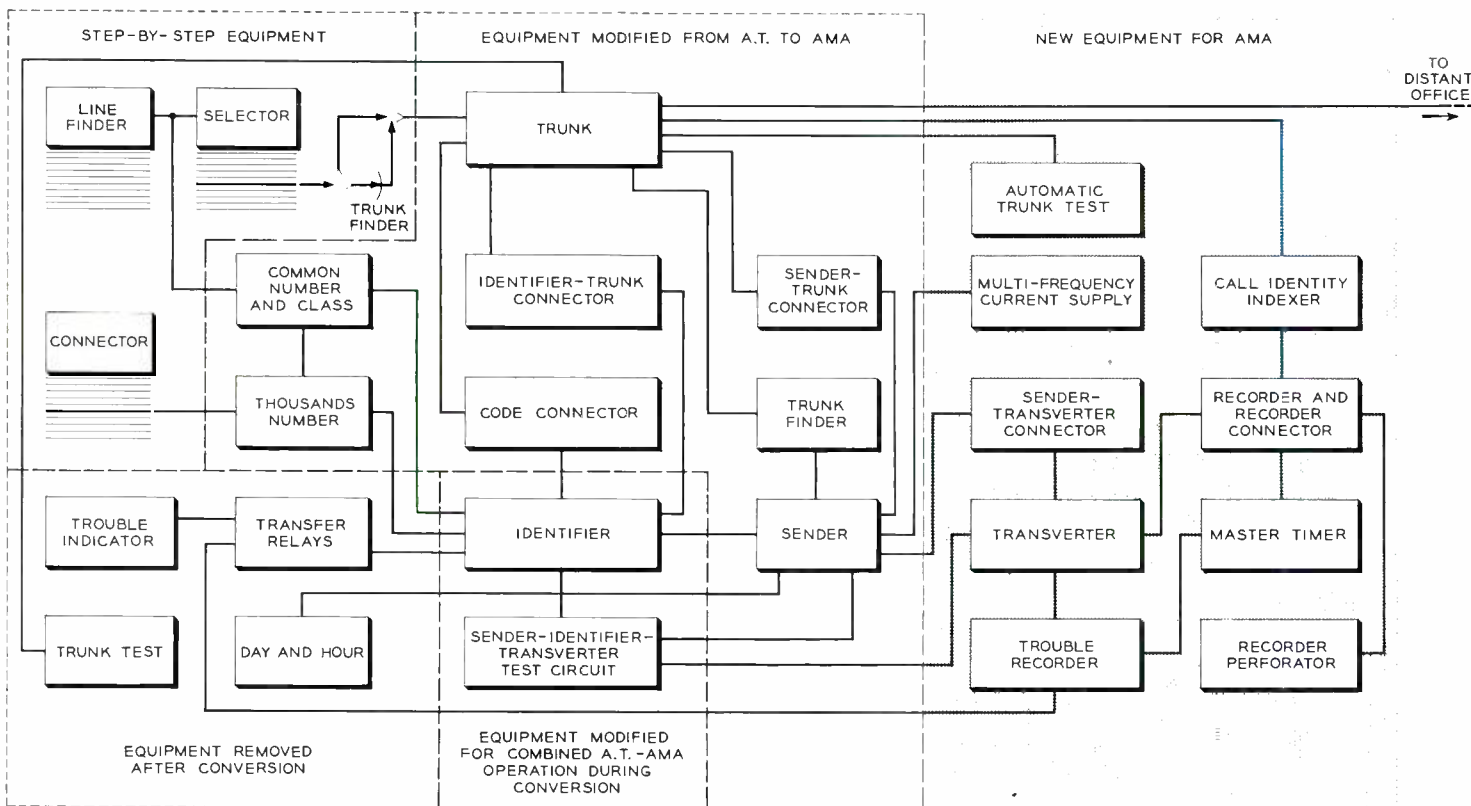 STEP-BY-STEP EQUIPMENT
EQUIPMENT MODIFIED FROM A.T. TO AMA
NEW EQUIPMENT FOR AMA
TO
DISTANT
OFFICE
LINE
FINDER
SELECTOR
TRUNK
TRUNK
FINDER
AUTOMATIC
TRUNK TEST
COMMON
NUMBER
AND CLASS
IDENTIFIER-TRUNK
CONNECTOR
SENDER-
TRUNK
CONNECTOR
MULTI-FREQUENCY
CURRENT SUPPLY
CALL IDENTITY
INDEXER
CONNECTOR
THOUSANDS
NUMBER
CODE CONNECTOR
TRUNK
FINDER
SENDER-
TRANSVERTER
CONNECTOR
RECORDER AND
RECORDER
CONNECTOR
TROUBLE
INDICATOR
TRANSFER
RELAYS
IDENTIFIER
SENDER
TRANSVERTER
MASTER TIMER
TRUNK TEST
DAY AND HOUR
SENDER-IDENTIFIER-
TRANSVERTER
TEST CIRCUIT
TROUBLE
RECORDER
RECORDER
PERFORATOR
EQUIPMENT REMOVED
AFTER CONVERSION
EQUIPMENT MODIFIED
FOR COMBINED A.T.-AMA
OPERATION DURING
CONVERSION